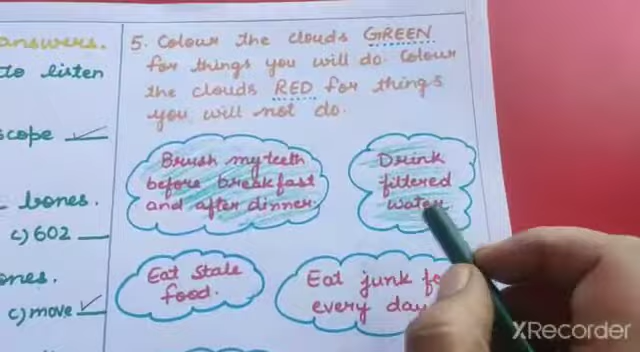 answers.
to listen
scope
bones.
c) 602
ones.
c) move
5. Colour the clouds GREEN
for things you will do. Colour
the clouds RED for things
you will not do.
Brush my teeth
before breakfast
and after dinner.
Drink
filtered
water
Eat stale
food.
Eat junk
every day
XRecorder